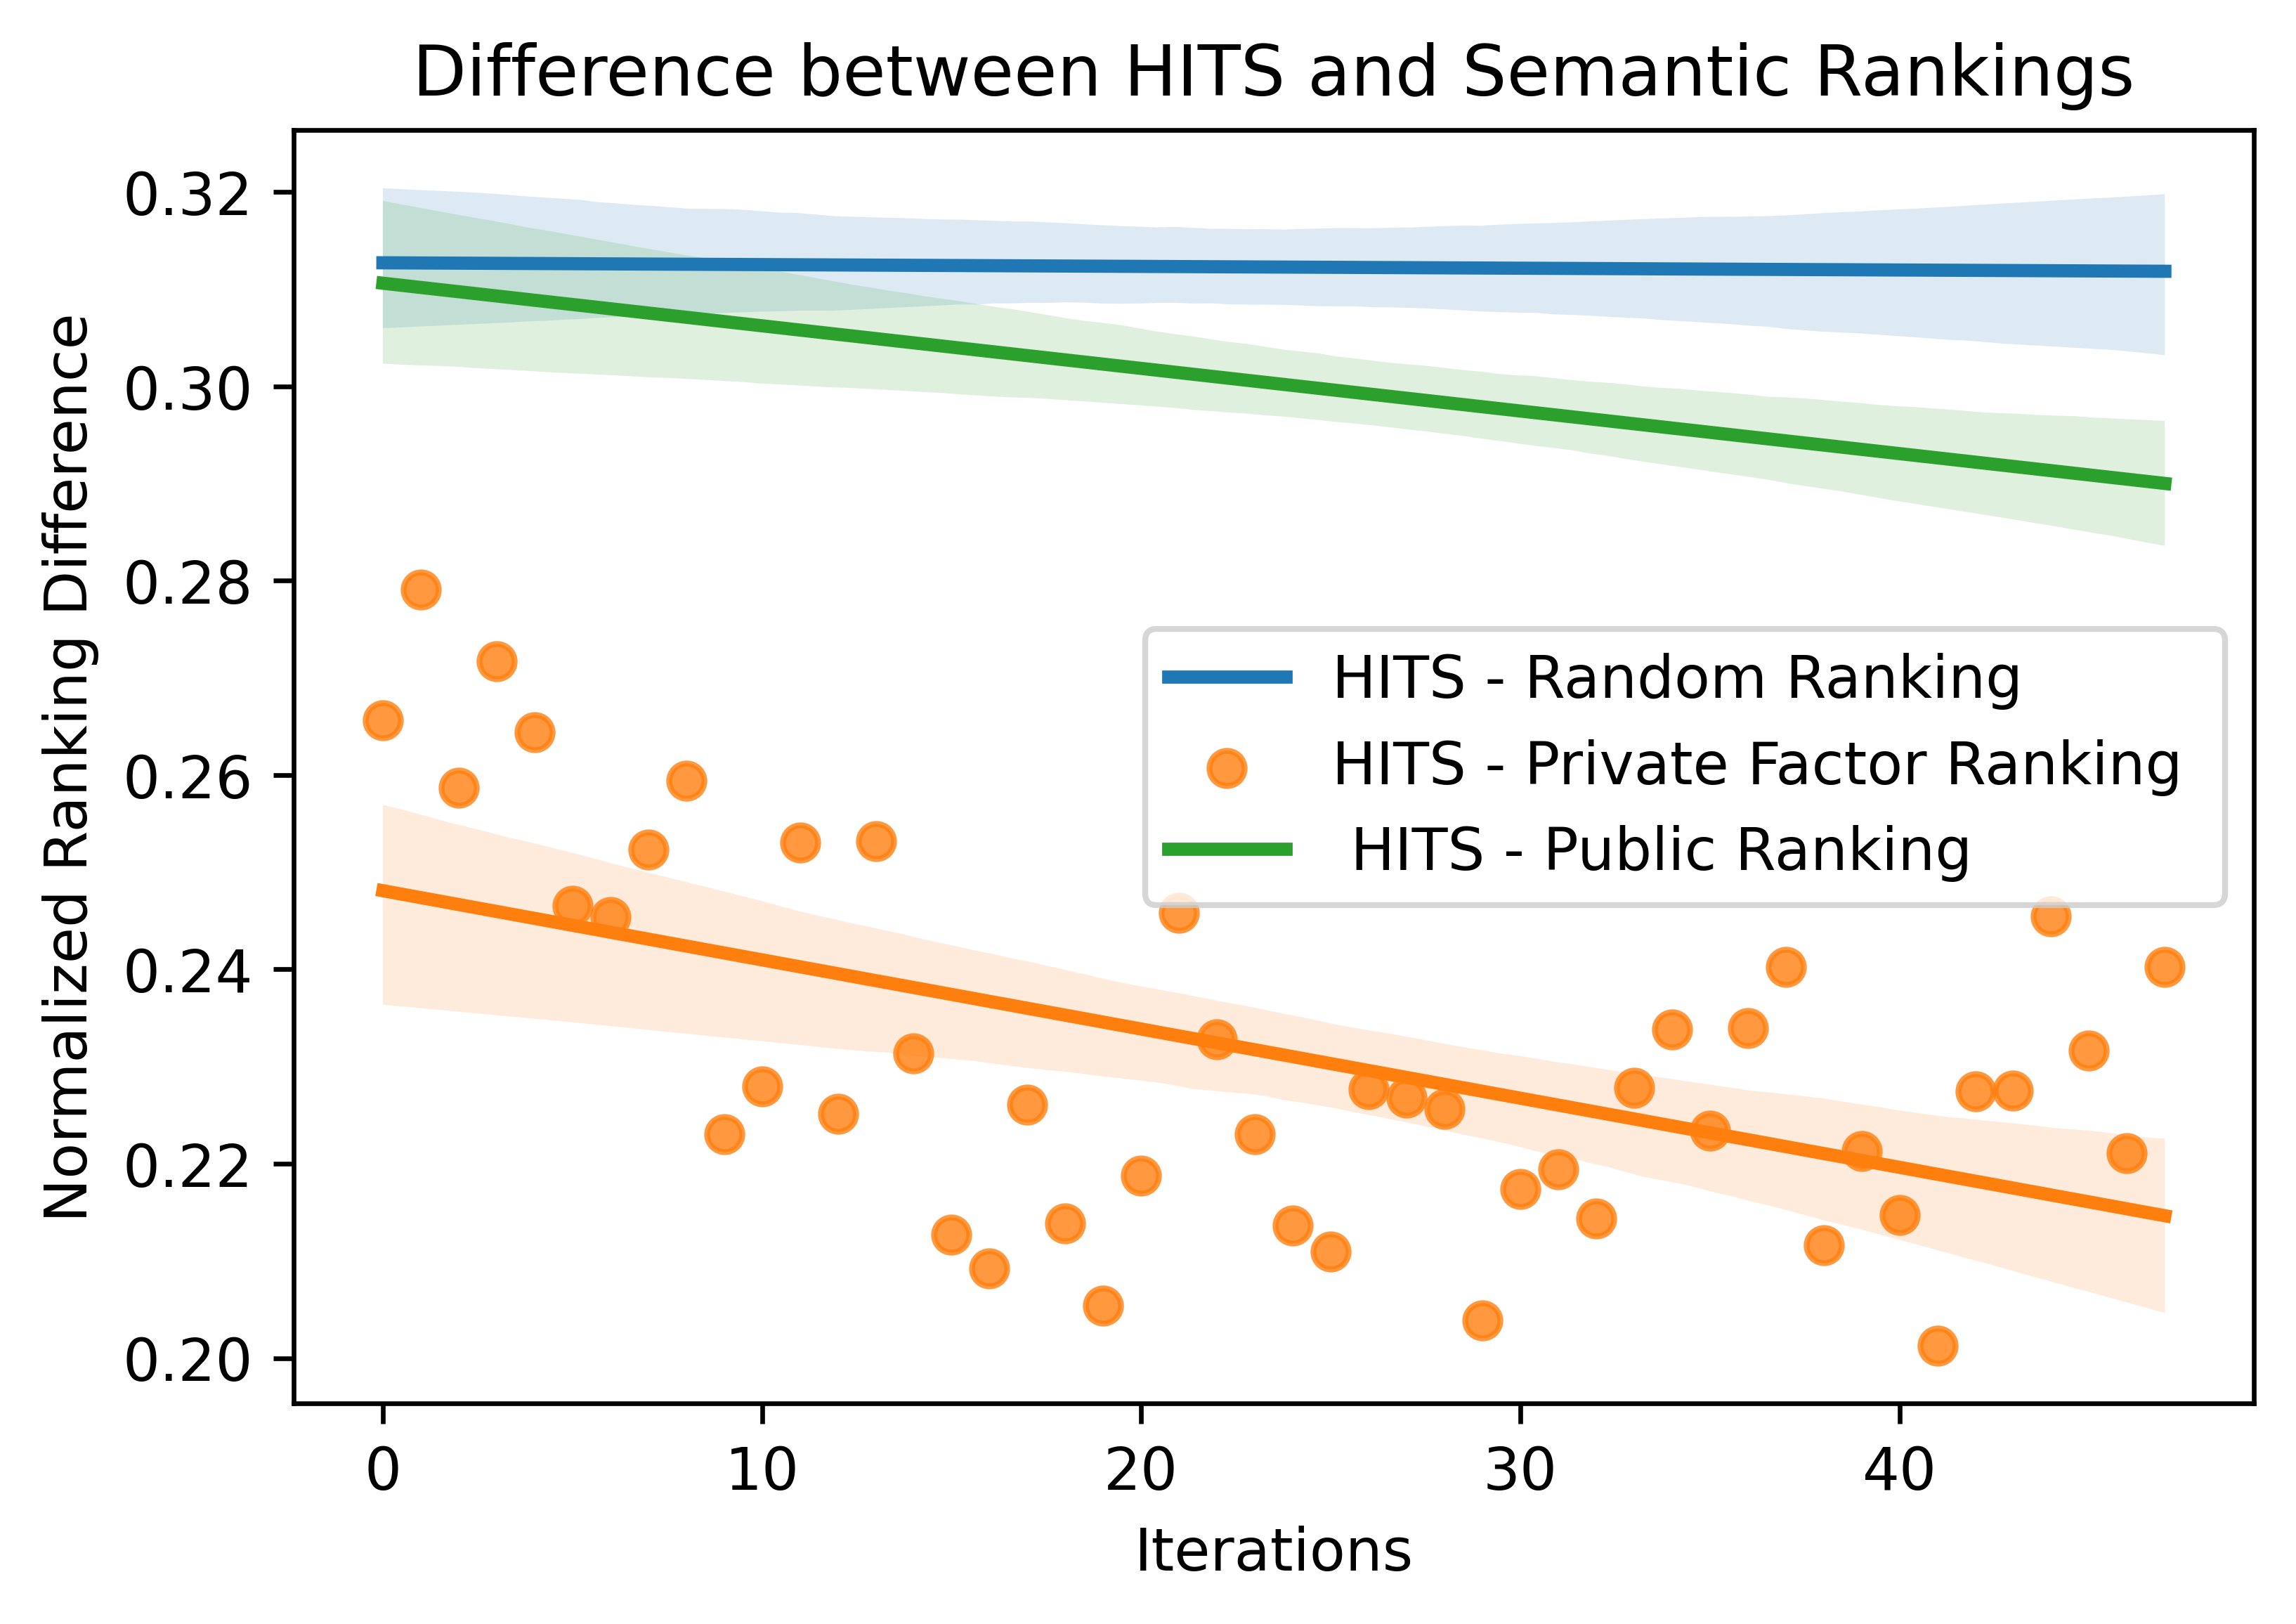 Difference between HITS and Semantic Rankings
Normalized Ranking Difference
0.32
0.30
0.28
0.26
0.24
0.22
0.20
HITS - Random Ranking
HITS - Private Factor Ranking
HITS - Public Ranking
0 10 20 30 40
Iterations